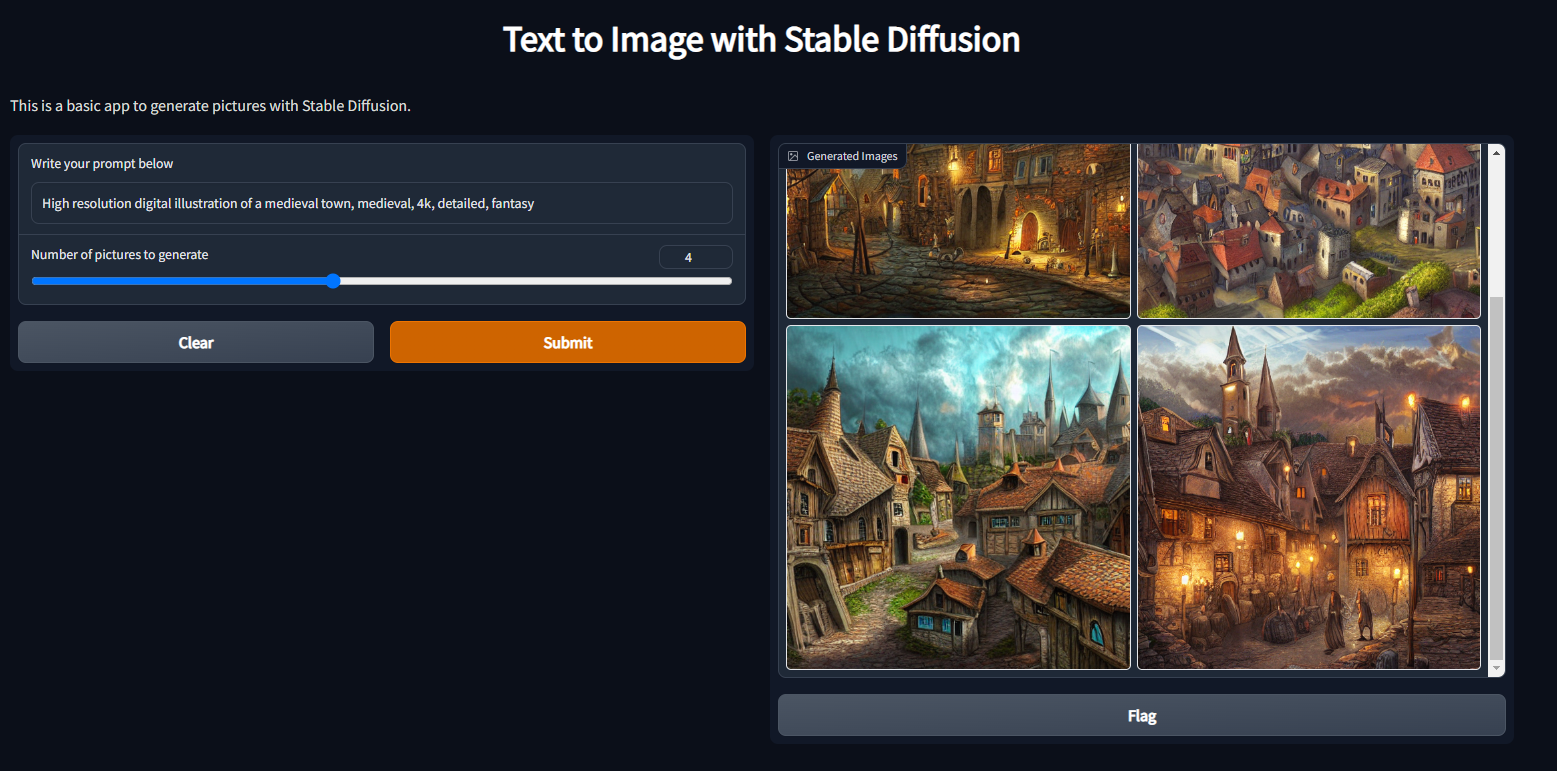 Text to Image with Stable Diffusion
This is a basic app to generate pictures with Stable Diffusion.
Write your prompt below
High resolution digital illustration of a medieval town, medieval, 4k, detailed, fantasy
Number of pictures to generate
4
Clear
Submit
Generated Images
Flag